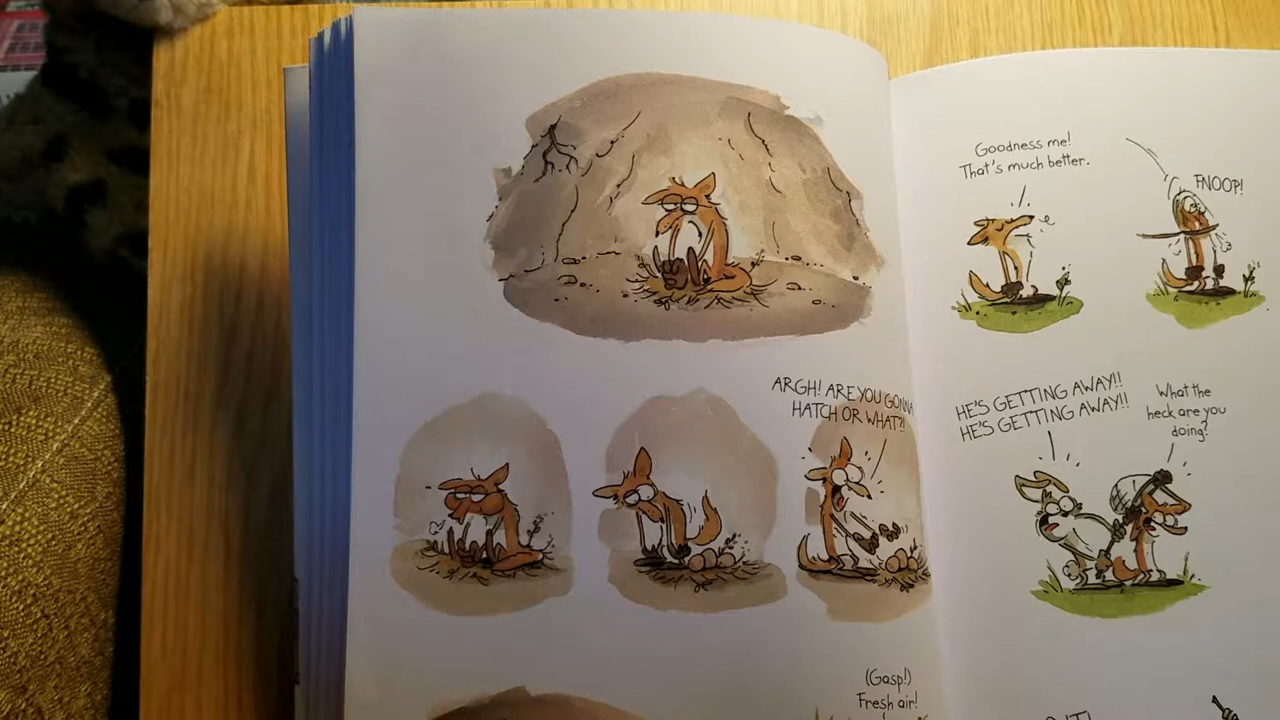 ARGH! ARE YOU GONNA
HATCH OR WHAT?!
(Gasp!)
Fresh air!
Goodness me!
That's much better.
FNOOP!
HE'S GETTING AWAY!!
HE'S GETTING AWAY!!
What the
heck are you
doing?